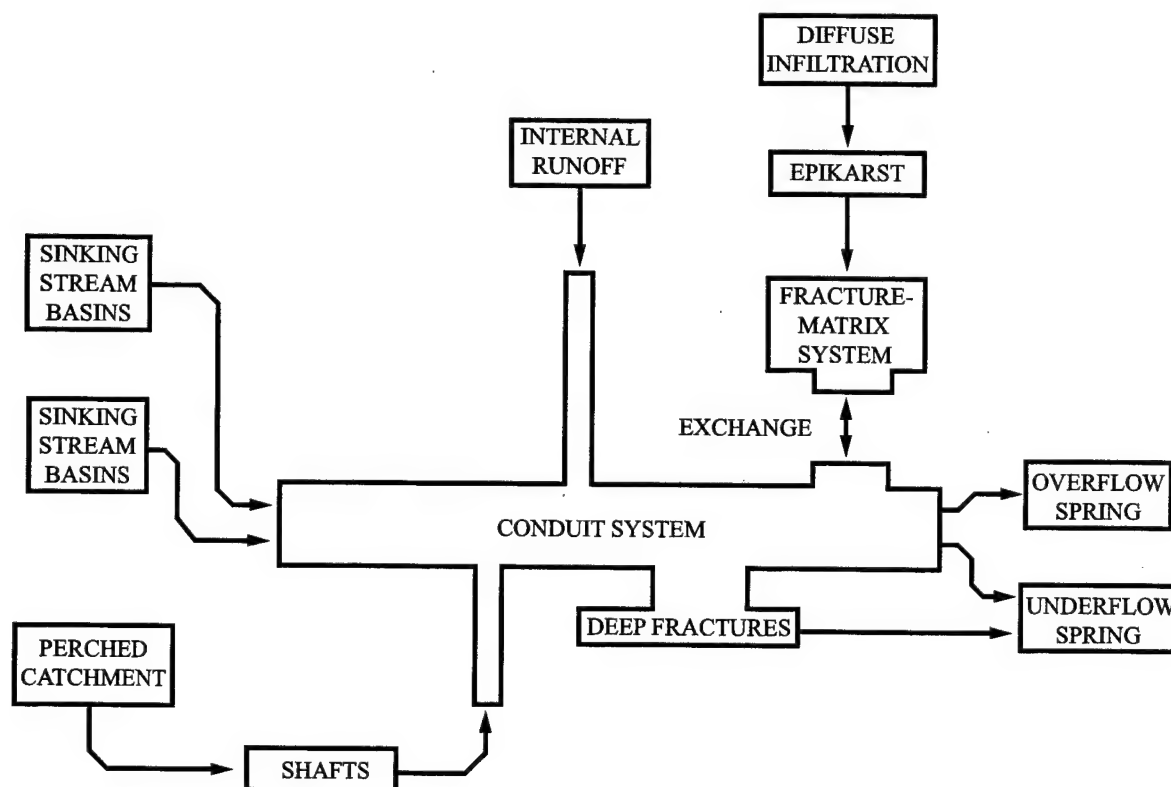 DIFFUSE
INFILTRATION
INTERNAL
RUNOFF
EPIKARST
SINKING
STREAM
BASINS
FRACTURE-
MATRIX
SYSTEM
SINKING
STREAM
BASINS
EXCHANGE
CONDUIT SYSTEM
OVERFLOW
SPRING
DEEP FRACTURES
UNDERFLOW
SPRING
PERCHED
CATCHMENT
SHAFTS